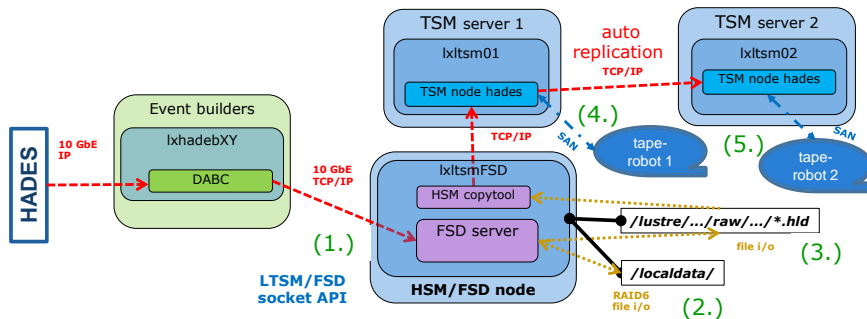 TSM server 1
lxltsm01
TSM node hades
auto
replication
TCP/IP
TSM server 2
lxltsm02
TSM node hades
(4.)
SAN
tape-
robot 1
(5.)
SAN
tape-
robot 2
Event builders
lxhadebXY
DABC
HADES
10 GbE
IP
10 GbE
TCP/IP
TCP/IP
lxltsmFSD
HSM copytool
FSD server
HSM/FSD node
(1.)
LTSM/FSD
socket API
/lustre/.../raw/.../*.hld
file i/o
(3.)
/localdata/
RAID6
file i/o
(2.)